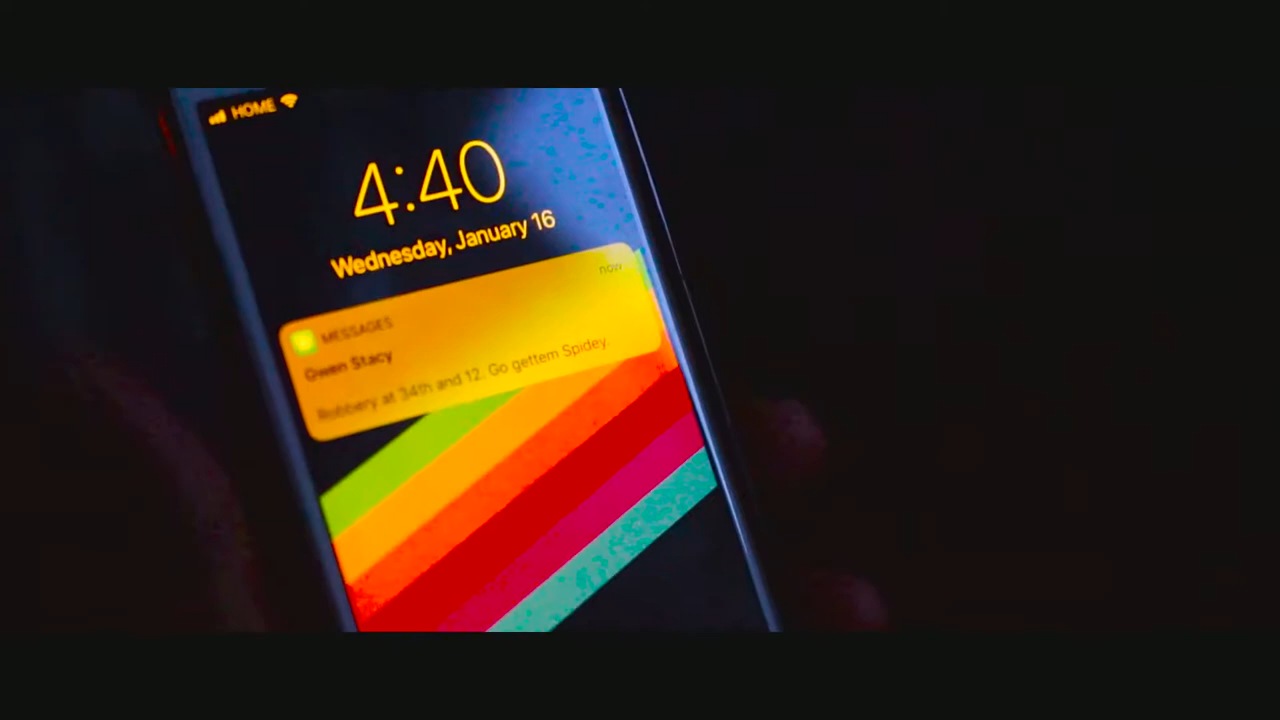 HOME
4:40
Wednesday, January 16
now
MESSAGES
Gwen Stacy
Robbery at 34th and 12. Go gettem Spidey.